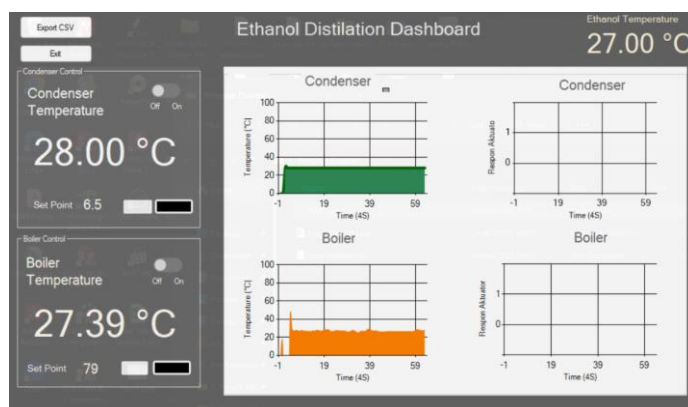 Export CSV
Exit
Ethanol Distilation Dashboard
Ethanol Temperature
27.00 °C
Condenser Control
Condenser
Temperature
Off On
28.00 °C
Set Point 6.5
Boiler Control
Boiler
Temperature
Off On
27.39 °C
Set Point 79
Condenser
m
Temperature (°C)
100
80
60
40
20
0
-1 19 39 59
Time (4S)
Condenser
Respon Aktuato
1
0
-1 19 39 59
Time (4S)
Boiler
Temperature (°C)
100
80
60
40
20
0
-1 19 39 59
Time (4S)
Boiler
Respon Aktuator
1
0
-1 19 39 59
Time (4S)